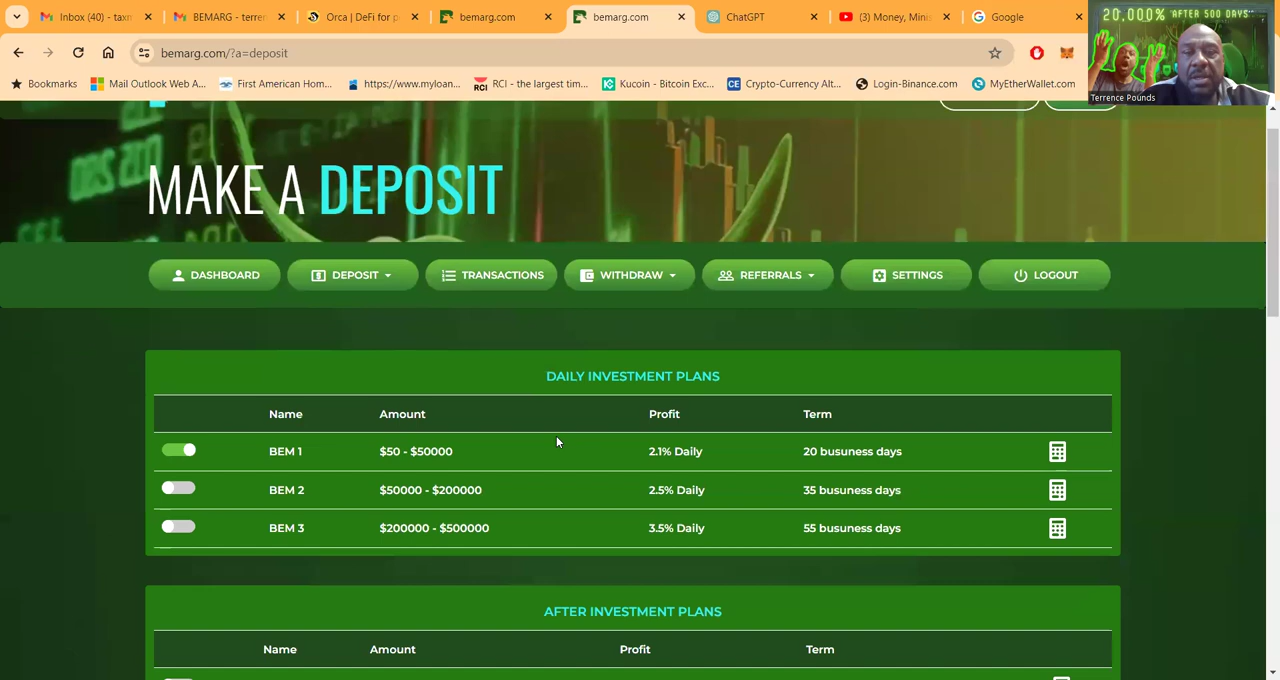 Inbox (40) - taxn
BEMARG - terren
Orca | DeFi for p
bemarg.com
bemarg.com
ChatGPT
(3) Money, Minis
Google
bemarg.com/?a=deposit
Bookmarks
Mail Outlook Web A...
First American Hom...
https://www.myloan...
RCI - the largest tim...
Kucoin - Bitcoin Exc...
Crypto-Currency Alt...
Login-Binance.com
MyEtherWallet.com
20,000% AFTER 500 DAYS
Terrence Pounds
MAKE A DEPOSIT
DASHBOARD
DEPOSIT
TRANSACTIONS
WITHDRAW
REFERRALS
SETTINGS
LOGOUT
DAILY INVESTMENT PLANS
Name Amount Profit Term
BEM 1 $50 - $50000 2.1% Daily 20 busuness days
BEM 2 $50000 - $200000 2.5% Daily 35 busuness days
BEM 3 $200000 - $500000 3.5% Daily 55 busuness days
AFTER INVESTMENT PLANS
Name Amount Profit Term